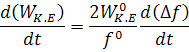 d(W_{K.E})/dt = 2W^0_{K.E}/f^0 d(Δf)/dt